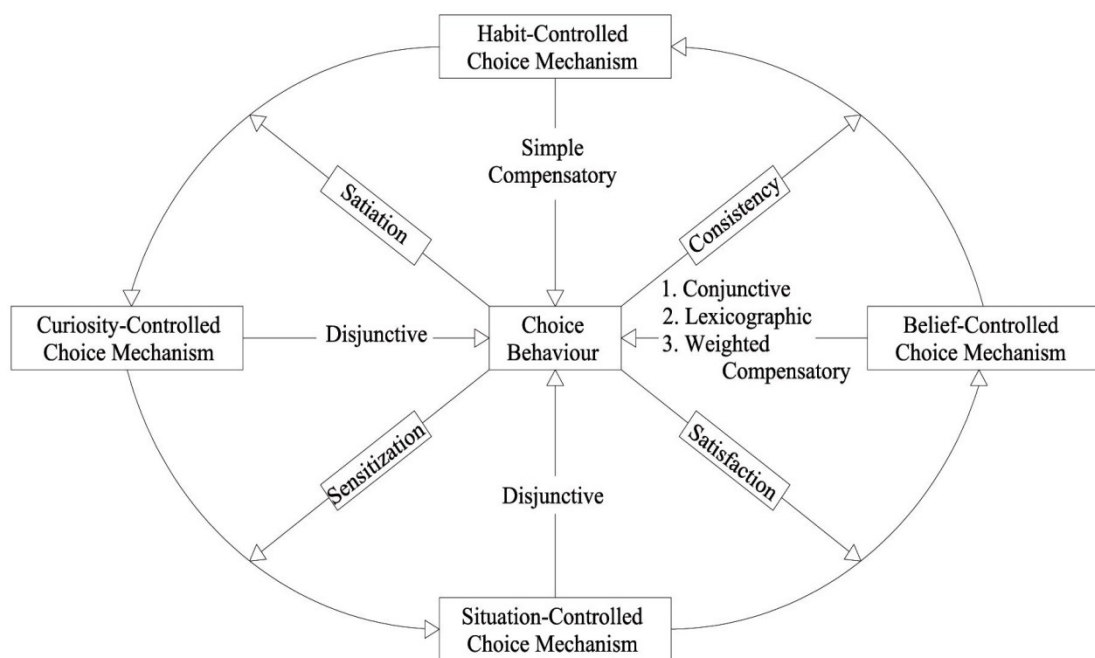 Habit-Controlled
Choice Mechanism
Simple
Compensatory
Satiation
Consistency
Curiosity-Controlled
Choice Mechanism
Disjunctive
Choice
Behaviour
1. Conjunctive
2. Lexicographic
3. Weighted
Compensatory
Belief-Controlled
Choice Mechanism
Sensitization
Disjunctive
Satisfaction
Situation-Controlled
Choice Mechanism